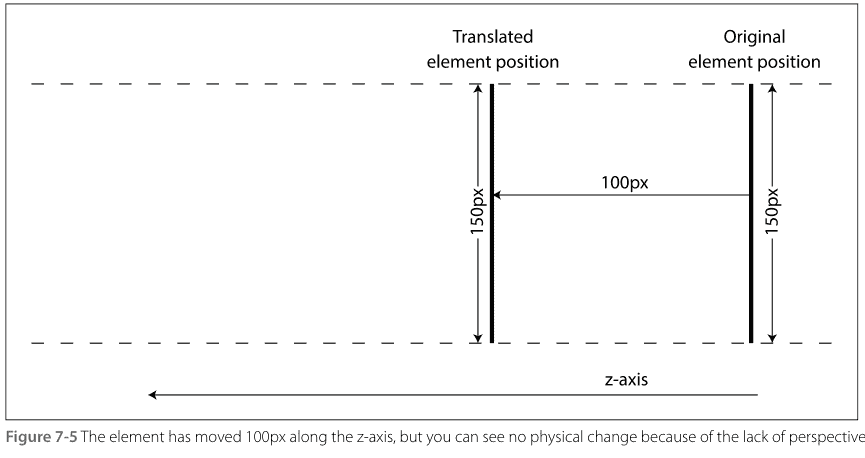 Translated
element position
Original
element position
100px
150px
150px
z-axis
Figure 7-5 The element has moved 100px along the z-axis, but you can see no physical change because of the lack of perspective